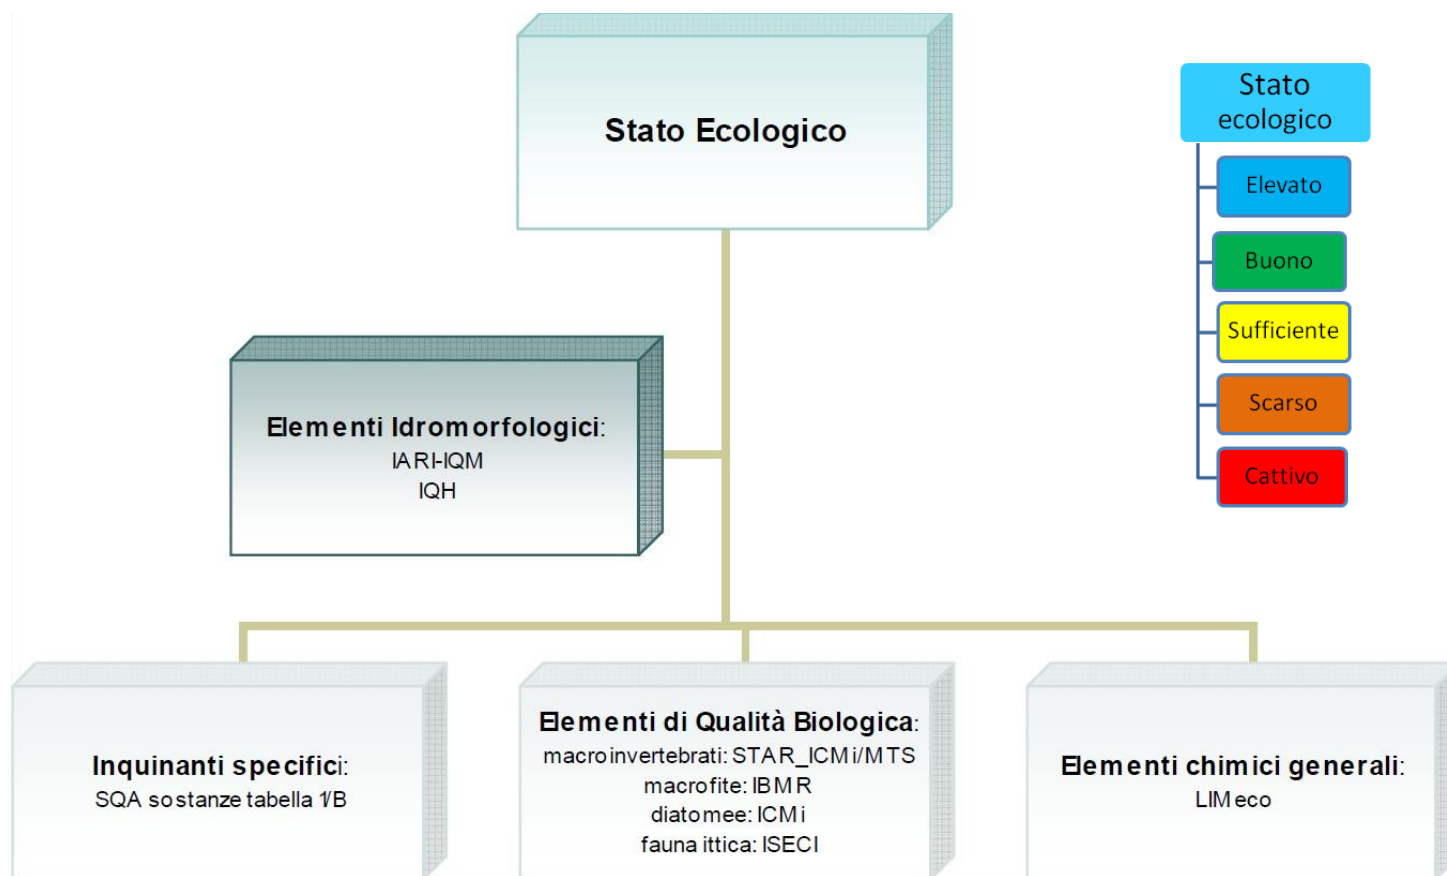 Stato Ecologico
Stato
ecologico
Elevato
Buono
Sufficiente
Scarso
Cattivo
Elementi Idromorfologici:
IARI-IQM
IQH
Inquinanti specifici:
SQA sostanze tabella 1/B
Elementi di Qualità Biologica:
macroinvertebrati: STAR_ICMi/MTS
macrofite: IBMR
diatomee: ICMi
fauna ittica: ISECI
Elementi chimici generali:
LIMeco